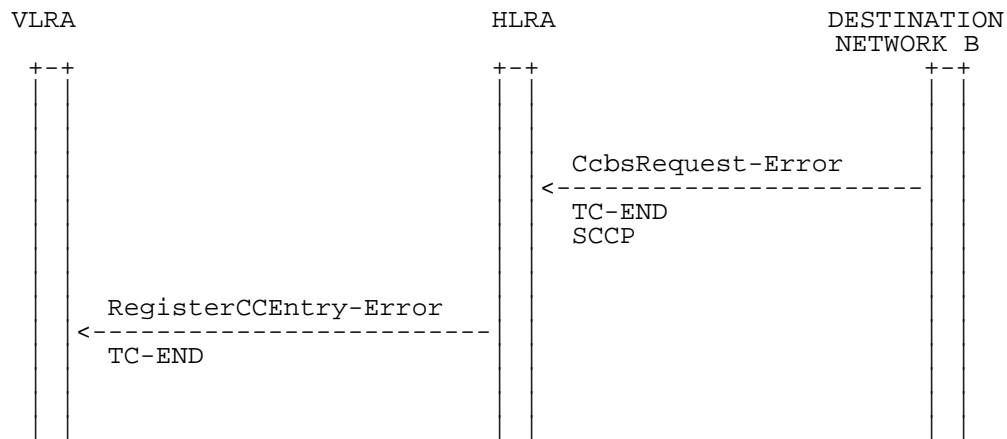 VLRA HLRA DESTINATION
NETWORK B
CcbsRequest-Error
TC-END
SCCP
RegisterCCEntry-Error
TC-END